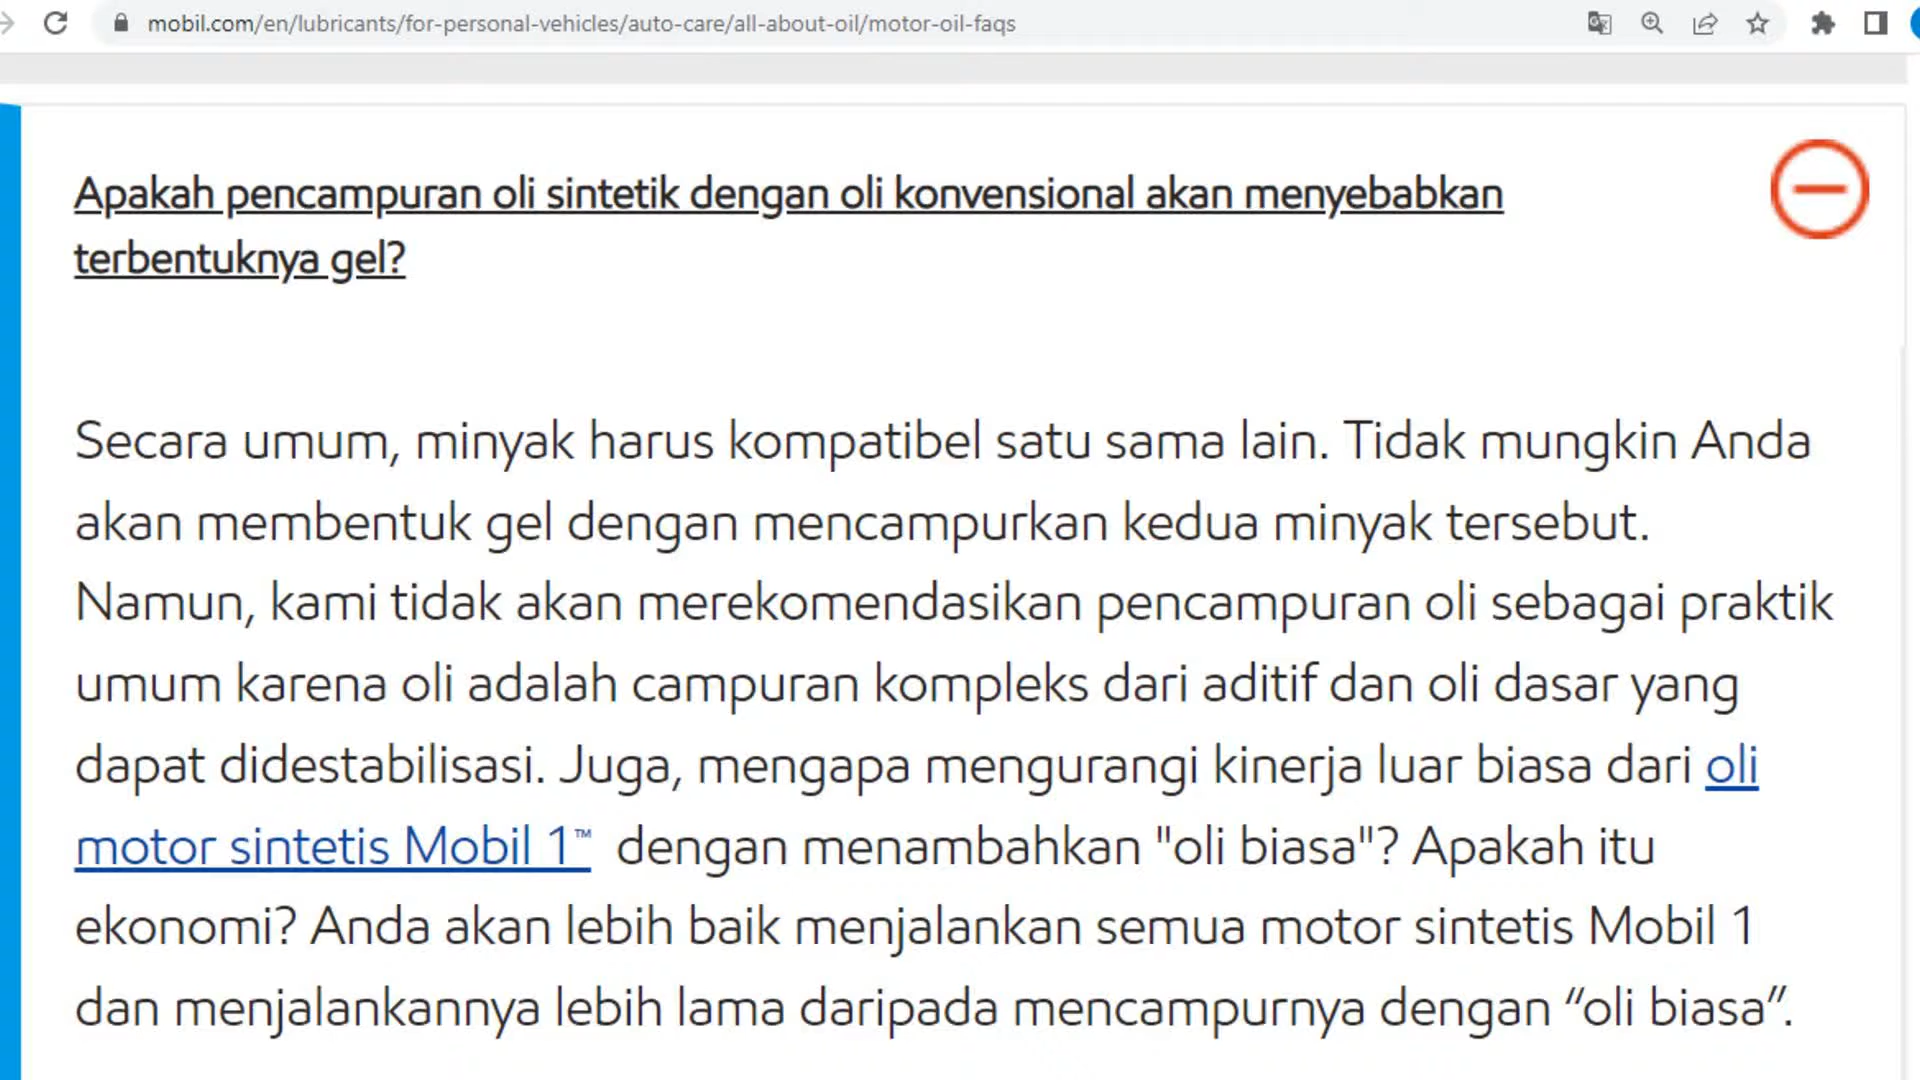 mobil.com/en/lubricants/for-personal-vehicles/auto-care/all-about-oil/motor-oil-faqs
Apakah pencampuran oli sintetik dengan oli konvensional akan menyebabkan
terbentuknya gel?
Secara umum, minyak harus kompatibel satu sama lain. Tidak mungkin Anda
akan membentuk gel dengan mencampurkan kedua minyak tersebut.
Namun, kami tidak akan merekomendasikan pencampuran oli sebagai praktik
umum karena oli adalah campuran kompleks dari aditif dan oli dasar yang
dapat didestabilisasi. Juga, mengapa mengurangi kinerja luar biasa dari oli
motor sintetis Mobil 1™ dengan menambahkan "oli biasa"? Apakah itu
ekonomi? Anda akan lebih baik menjalankan semua motor sintetis Mobil 1
dan menjalankannya lebih lama daripada mencampurnya dengan “oli biasa”.